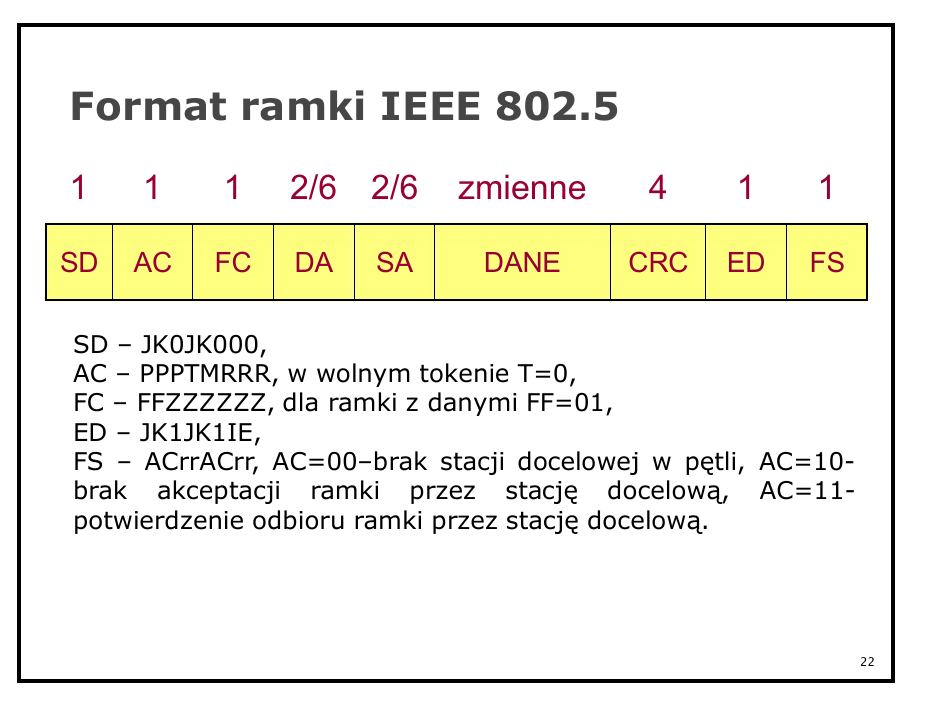 Format ramki IEEE 802.5
1 1 1 2/6 2/6 zmienne 4 1 1
SD AC FC DA SA DANE CRC ED FS
SD – JK0JK000,
AC – PPPTMRRR, w wolnym tokenie T=0,
FC – FFZZZZZZ, dla ramki z danymi FF=01,
ED – JK1JK1IE,
FS – ACrrACrr, AC=00–brak stacji docelowej w pętli, AC=10-
brak akceptacji ramki przez stację docelową, AC=11-
potwierdzenie odbioru ramki przez stację docelową.
22